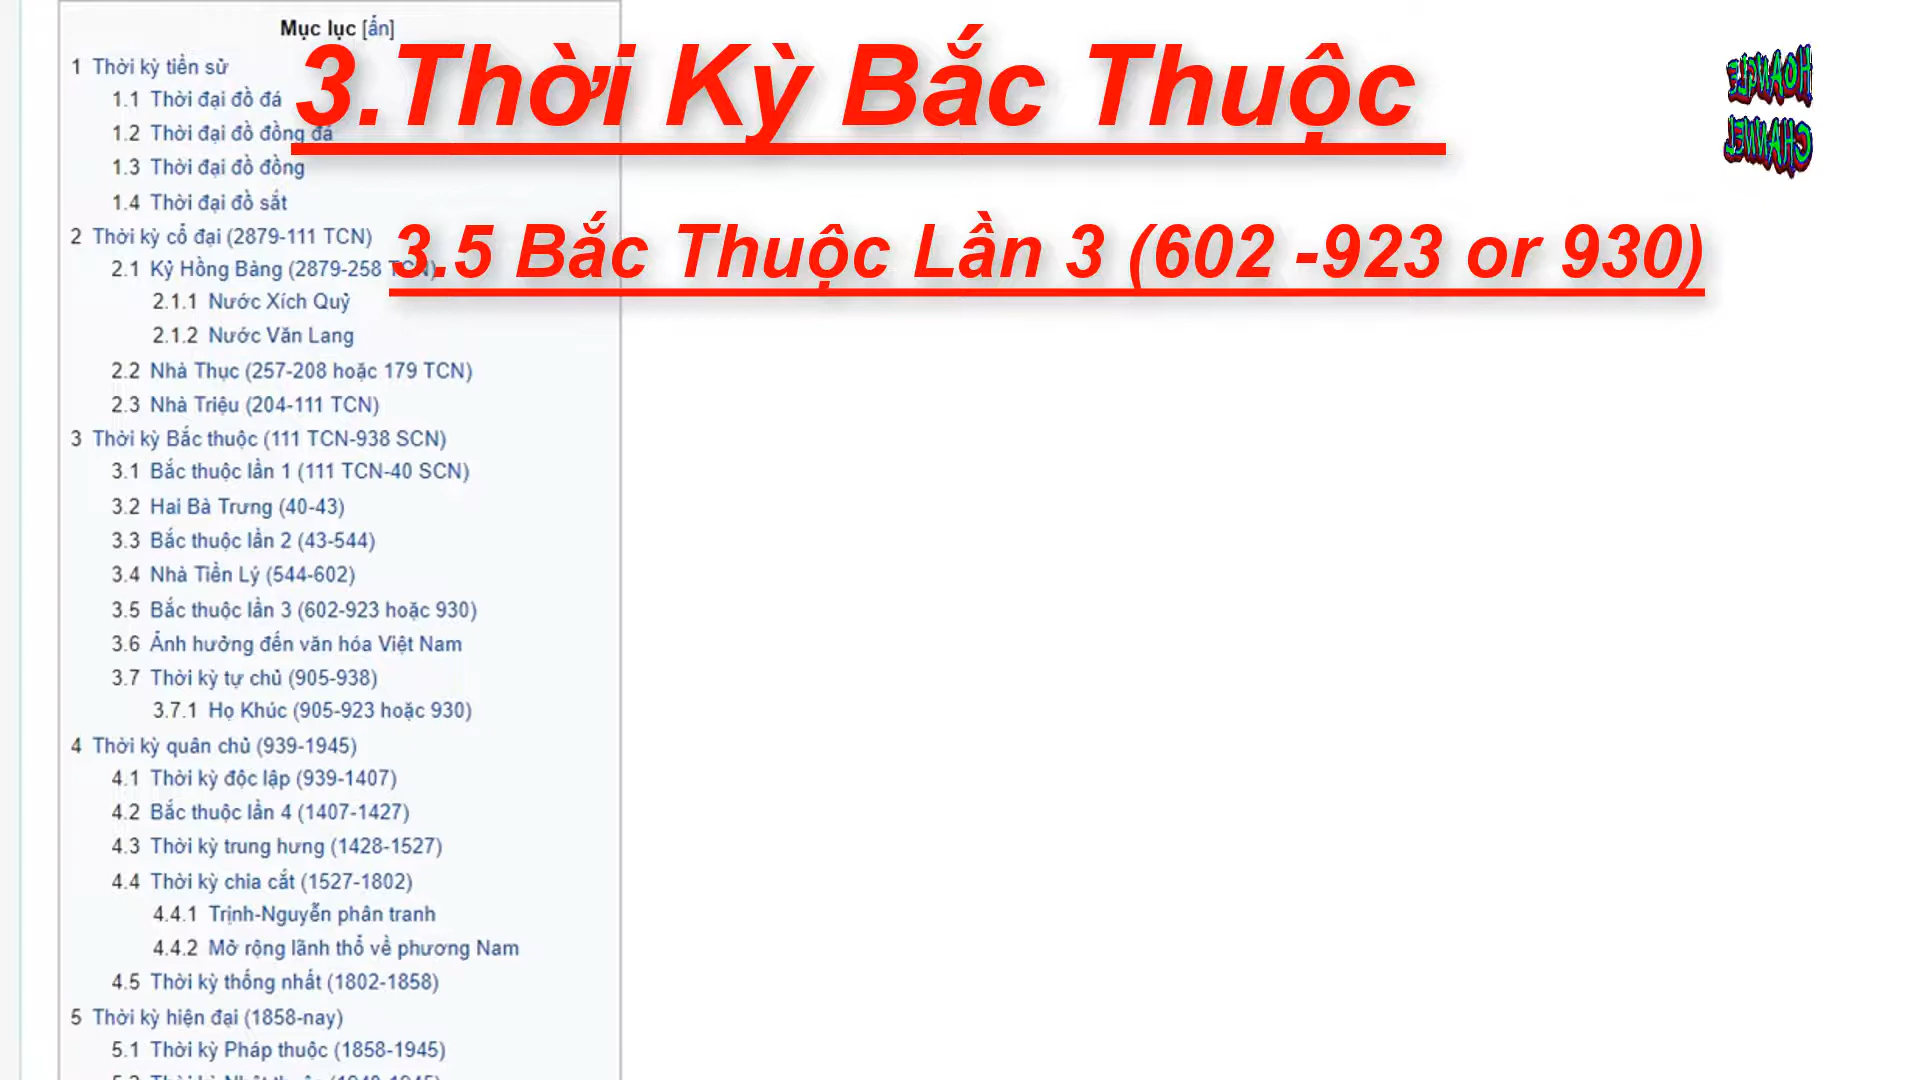 Mục lục [ẩn]
3.Thời Kỳ Bắc Thuộc
HOANGLE
CHANNEL
1 Thời kỳ tiền sử
1.1 Thời đại đồ đá
1.2 Thời đại đồ đồng đá
1.3 Thời đại đồ đồng
1.4 Thời đại đồ sắt
3.5 Bắc Thuộc Lần 3 (602 -923 or 930)
2 Thời kỳ cổ đại (2879-111 TCN)
2.1 Kỷ Hồng Bàng (2879-258 TCN)
2.1.1 Nước Xích Quỷ
2.1.2 Nước Văn Lang
2.2 Nhà Thục (257-208 hoặc 179 TCN)
2.3 Nhà Triệu (204-111 TCN)
3 Thời kỳ Bắc thuộc (111 TCN-938 SCN)
3.1 Bắc thuộc lần 1 (111 TCN-40 SCN)
3.2 Hai Bà Trưng (40-43)
3.3 Bắc thuộc lần 2 (43-544)
3.4 Nhà Tiền Lý (544-602)
3.5 Bắc thuộc lần 3 (602-923 hoặc 930)
3.6 Ảnh hưởng đến văn hóa Việt Nam
3.7 Thời kỳ tự chủ (905-938)
3.7.1 Họ Khúc (905-923 hoặc 930)
4 Thời kỳ quân chủ (939-1945)
4.1 Thời kỳ độc lập (939-1407)
4.2 Bắc thuộc lần 4 (1407-1427)
4.3 Thời kỳ trung hưng (1428-1527)
4.4 Thời kỳ chia cắt (1527-1802)
4.4.1 Trịnh-Nguyễn phân tranh
4.4.2 Mở rộng lãnh thổ về phương Nam
4.5 Thời kỳ thống nhất (1802-1858)
5 Thời kỳ hiện đại (1858-nay)
5.1 Thời kỳ Pháp thuộc (1858-1945)